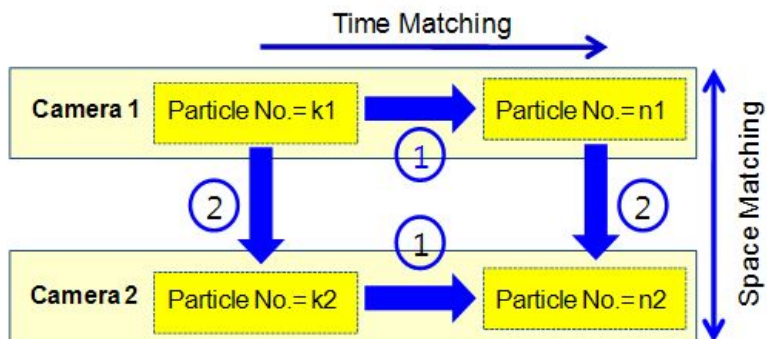 Time Matching
Camera 1
Particle No.= k1
Particle No.= n1
1
2
2
Space Matching
1
Camera 2
Particle No.= k2
Particle No.= n2